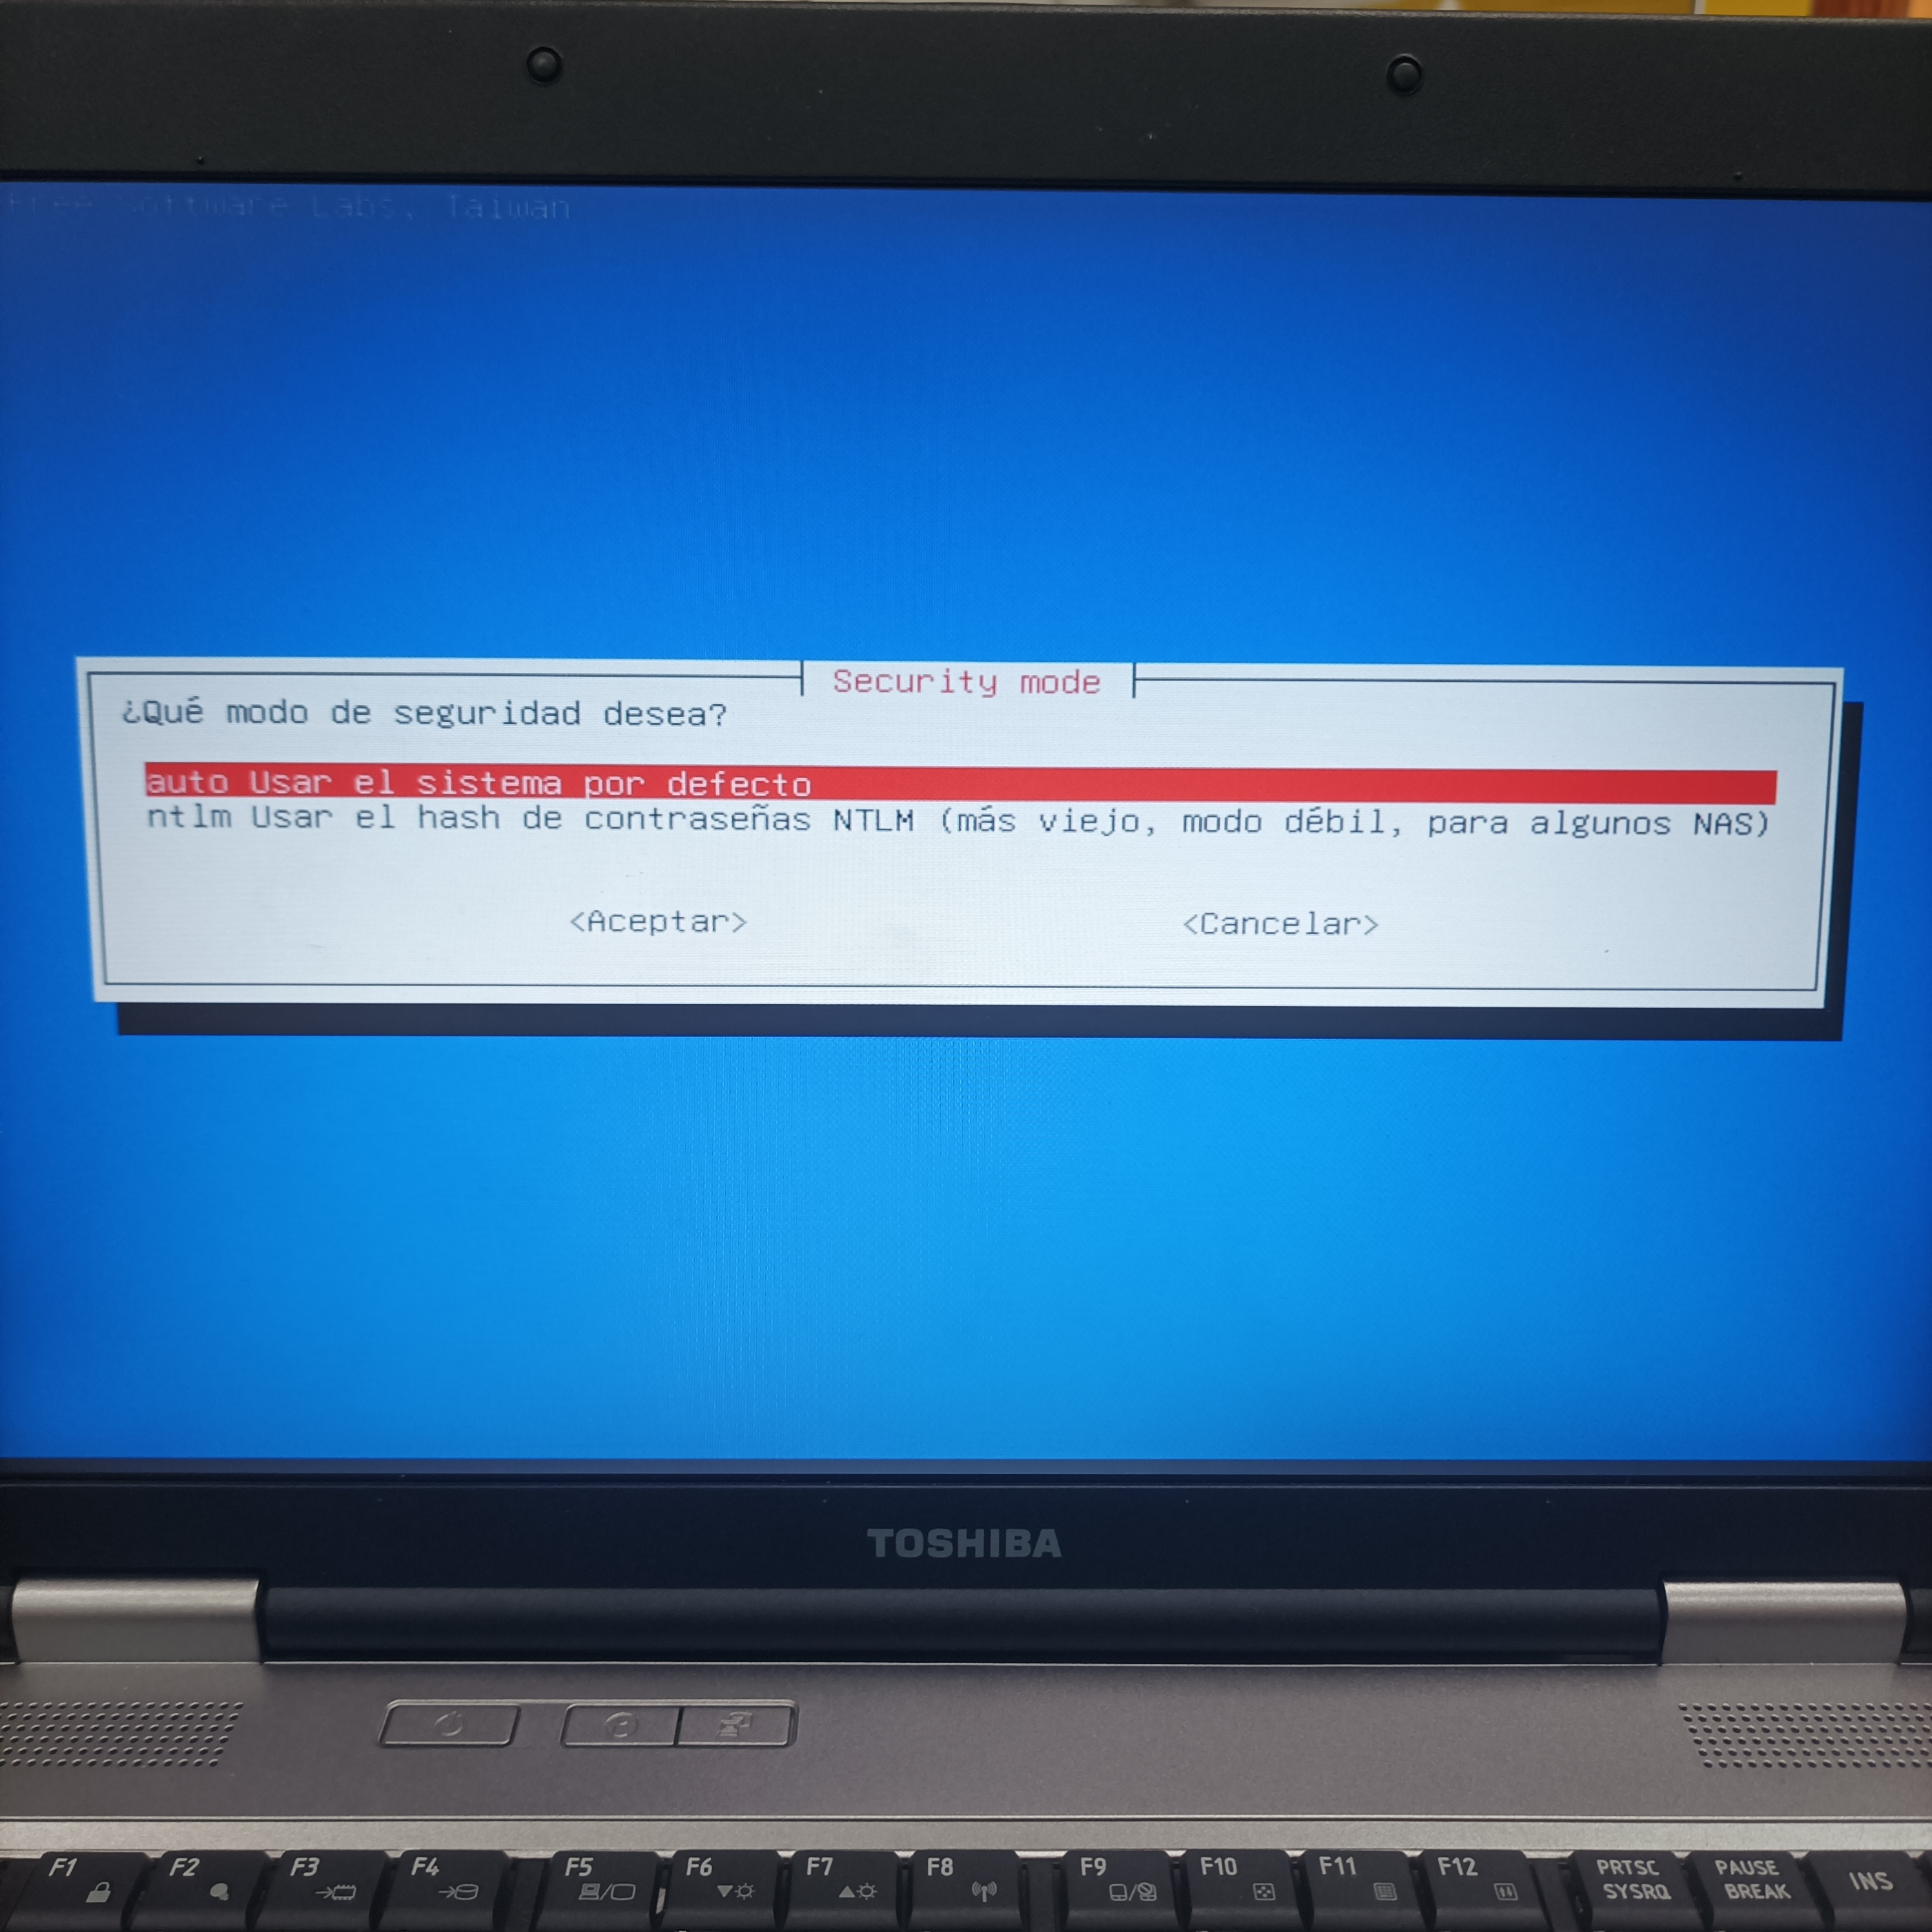 Free Software Labs, Taiwan
Security mode
¿Qué modo de seguridad desea?
auto Usar el sistema por defecto
ntlm Usar el hash de contraseñas NTLM (más viejo, modo débil, para algunos NAS)
<Aceptar> <Cancelar>
TOSHIBA
F1 F2 F3 F4 F5 F6 F7 F8 F9 F10 F11 F12 PRTSC PAUSE INS
SYSRQ BREAK